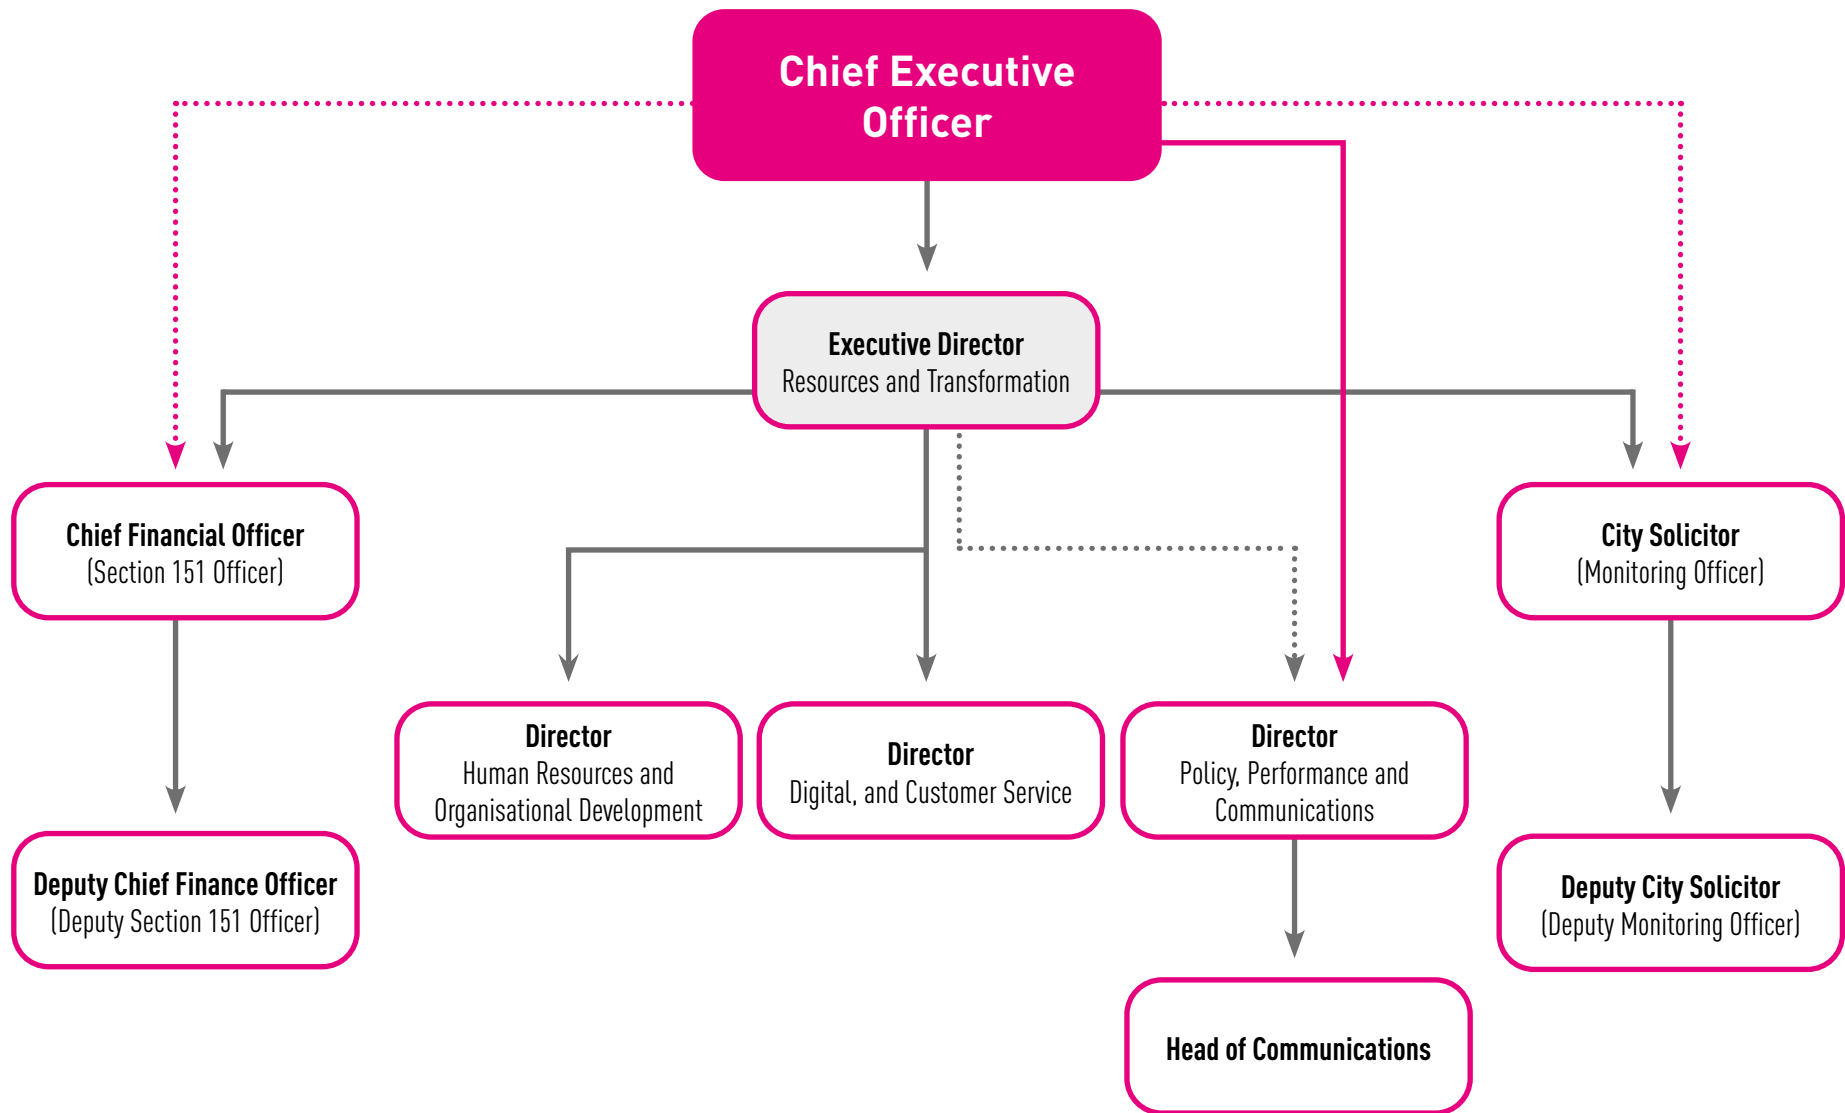 Chief Executive
Officer
Executive Director
Resources and Transformation
Chief Financial Officer
(Section 151 Officer)
City Solicitor
(Monitoring Officer)
Director
Human Resources and
Organisational Development
Director
Digital, and Customer Service
Director
Policy, Performance and
Communications
Deputy Chief Finance Officer
(Deputy Section 151 Officer)
Deputy City Solicitor
(Deputy Monitoring Officer)
Head of Communications